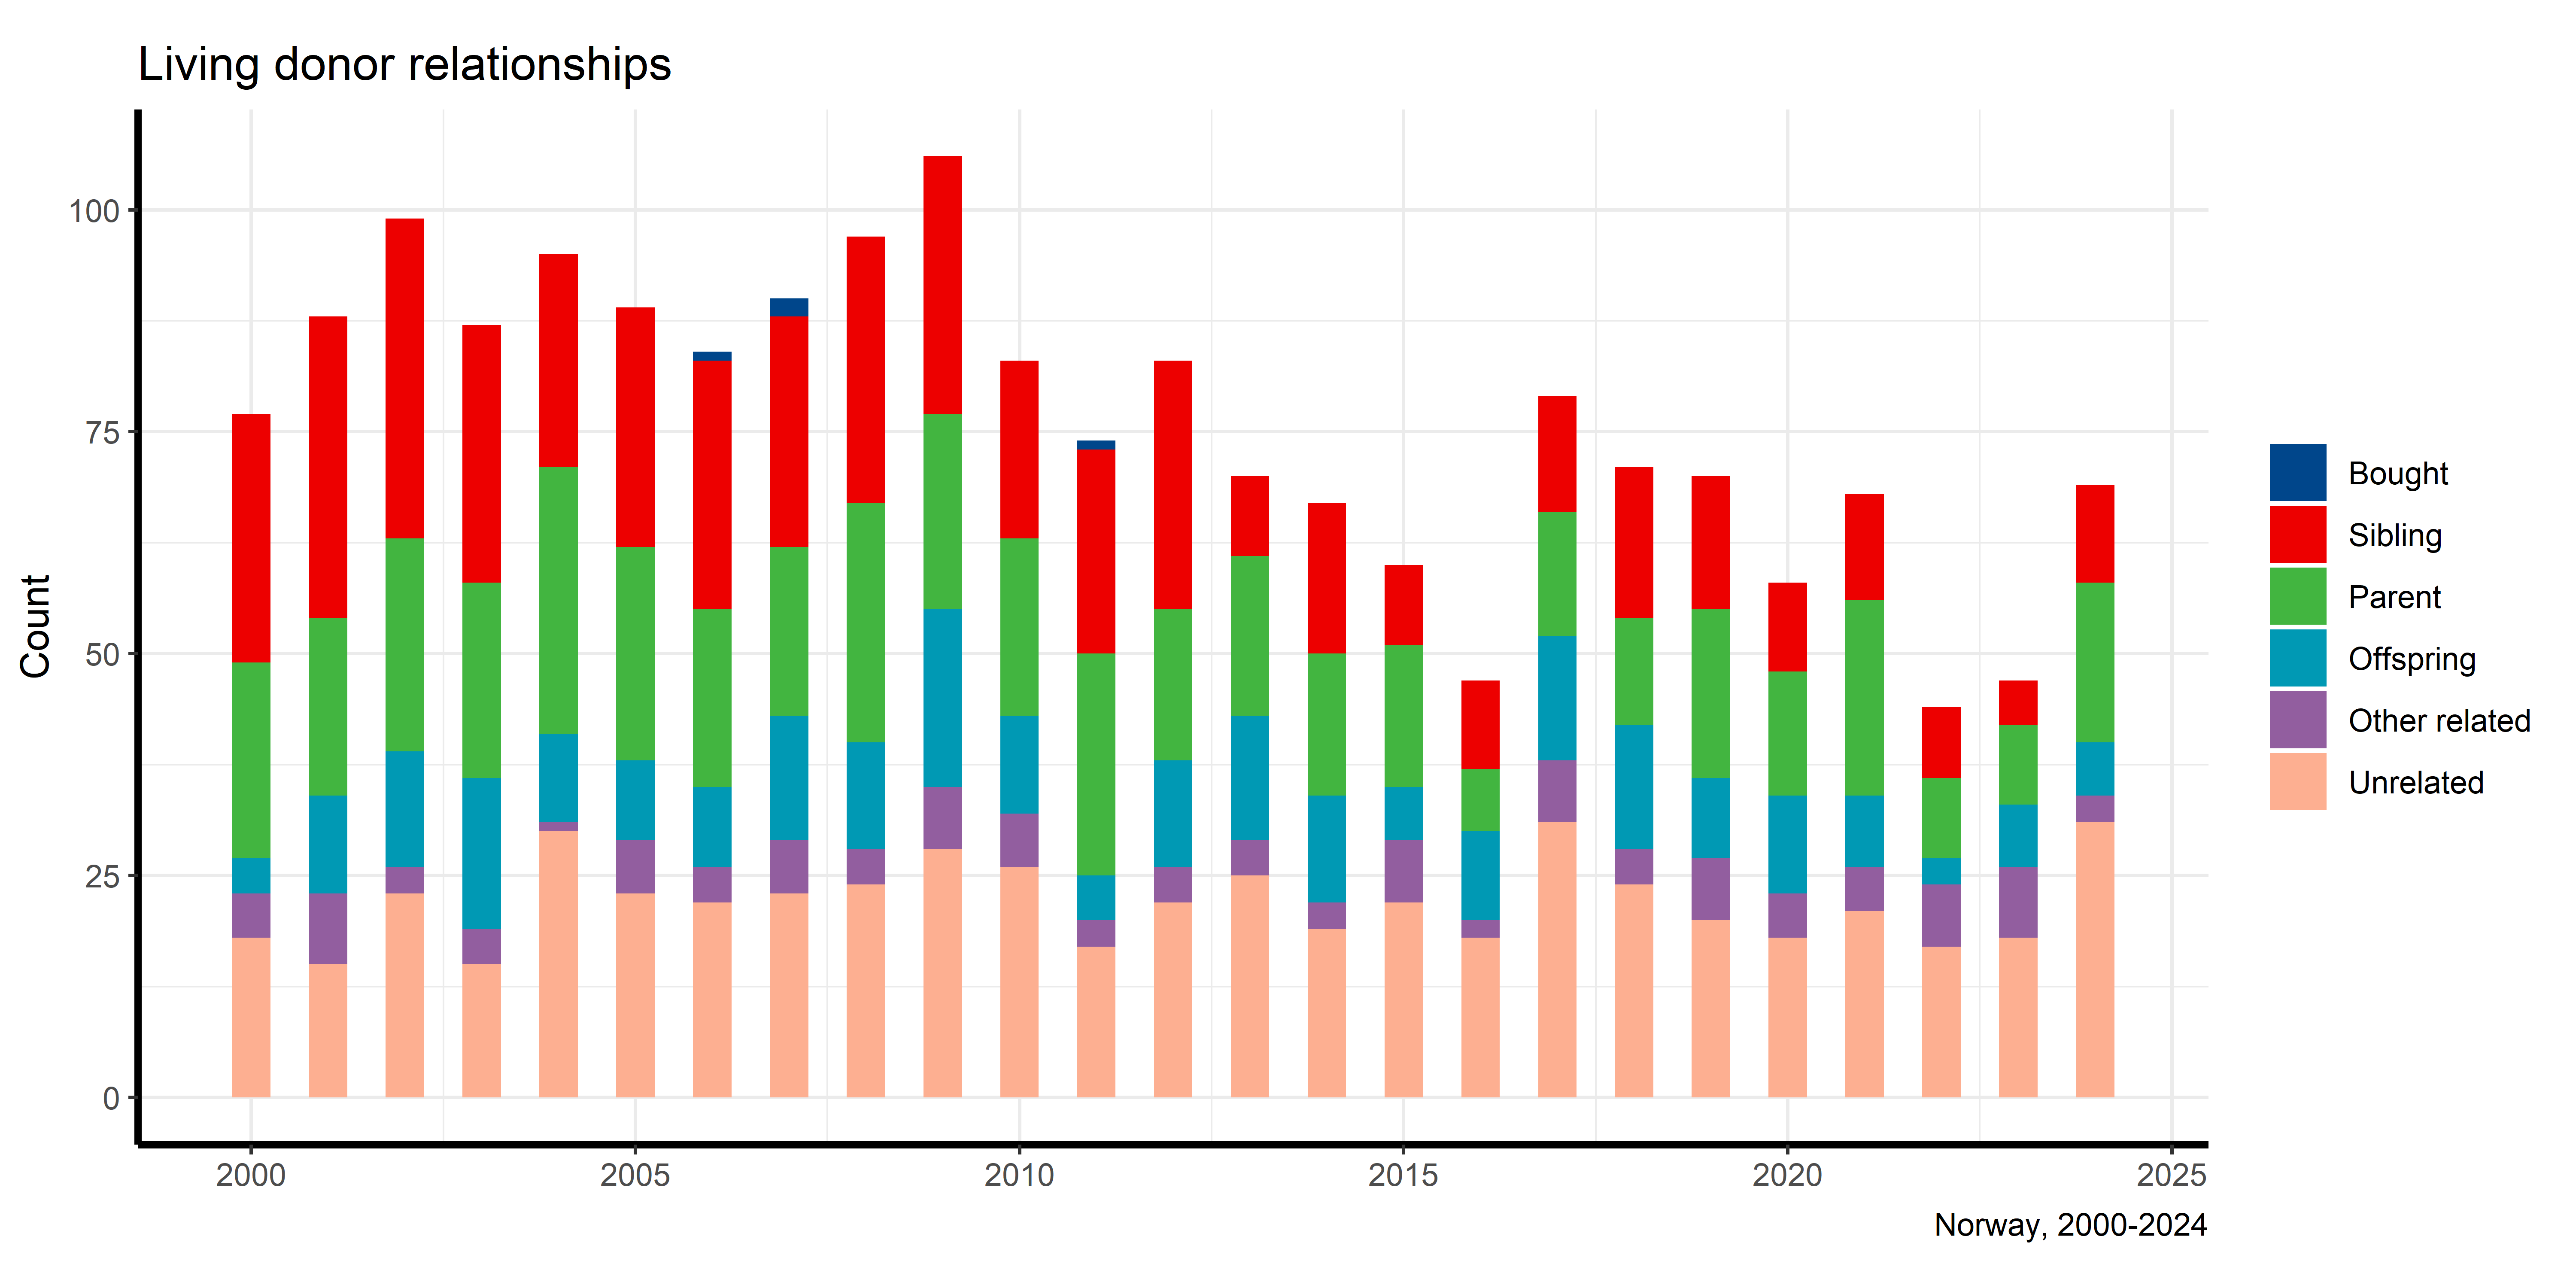 Living donor relationships
Count
100
75
50
25
0
2000 2005 2010 2015 2020 2025
Norway, 2000-2024
Bought
Sibling
Parent
Offspring
Other related
Unrelated